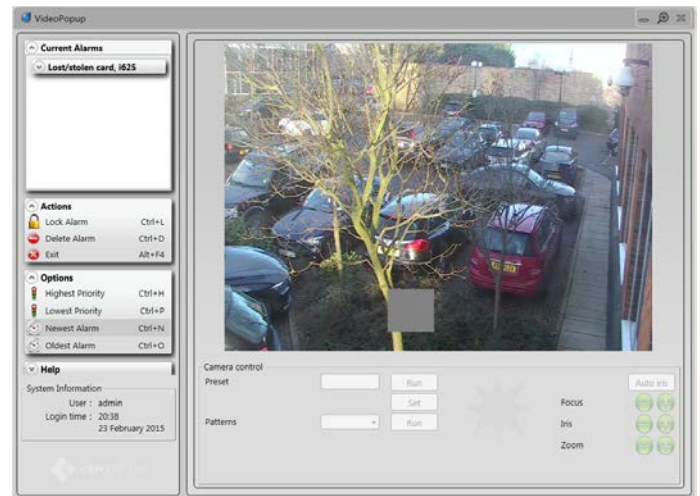 VideoPopup
Current Alarms
Lost/stolen card, i625
Actions
Lock Alarm Ctrl+L
Delete Alarm Ctrl+D
Exit Alt+F4
Options
Highest Priority Ctrl+H
Lowest Priority Ctrl+P
Newest Alarm Ctrl+N
Oldest Alarm Ctrl+O
Help
System Information
User : admin
Login time : 20:38
23 February 2015
Camera control
Preset Run
Set
Patterns Run
Auto iris
Focus
Iris
Zoom